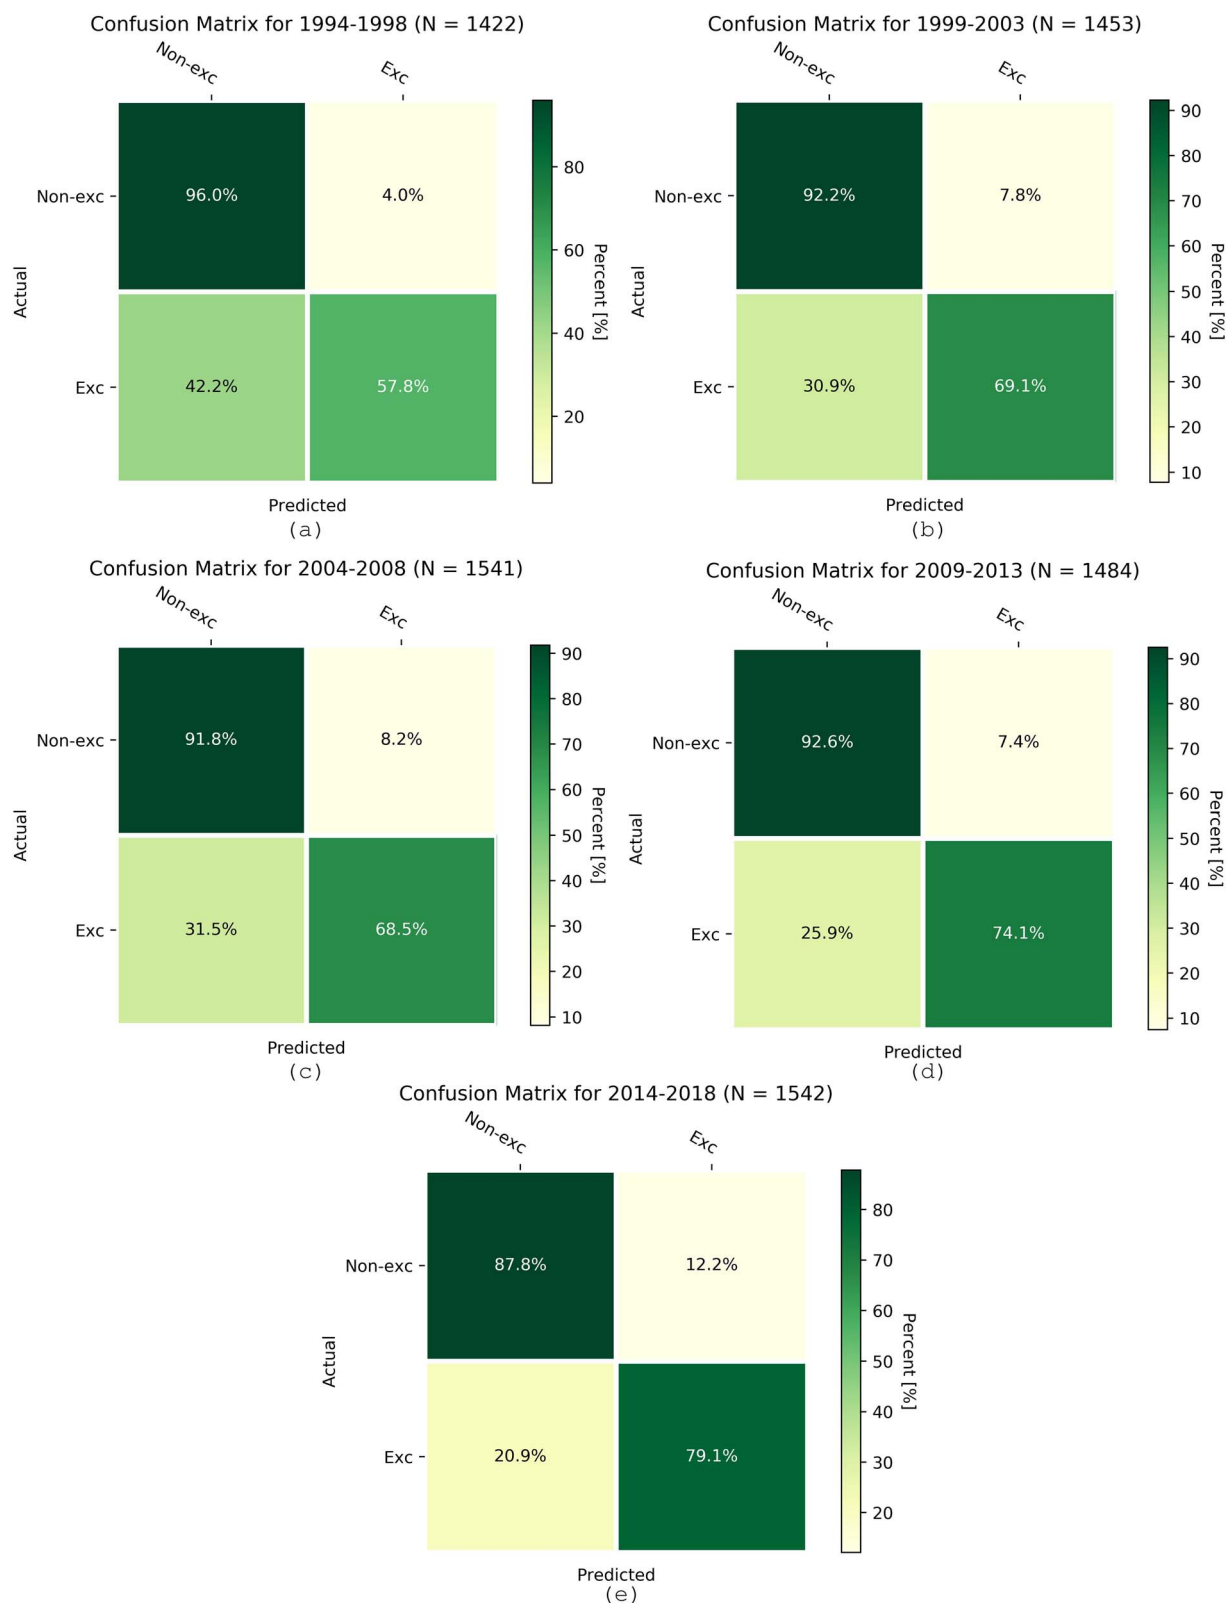 Confusion Matrix for 1994-1998 (N = 1422)
Non-exc
Exc
Non-exc
96.0%
4.0%
Exc
42.2%
57.8%
Actual
Predicted
80
60
40
20
Percent [%]
(a)
Confusion Matrix for 1999-2003 (N = 1453)
Non-exc
Exc
Non-exc
92.2%
7.8%
Exc
30.9%
69.1%
Actual
Predicted
90
80
70
60
50
40
30
20
10
Percent [%]
(b)
Confusion Matrix for 2004-2008 (N = 1541)
Non-exc
Exc
Non-exc
91.8%
8.2%
Exc
31.5%
68.5%
Actual
Predicted
90
80
70
60
50
40
30
20
10
Percent [%]
(c)
Confusion Matrix for 2009-2013 (N = 1484)
Non-exc
Exc
Non-exc
92.6%
7.4%
Exc
25.9%
74.1%
Actual
Predicted
90
80
70
60
50
40
30
20
10
Percent [%]
(d)
Confusion Matrix for 2014-2018 (N = 1542)
Non-exc
Exc
Non-exc
87.8%
12.2%
Exc
20.9%
79.1%
Actual
Predicted
80
70
60
50
40
30
20
Percent [%]
(e)